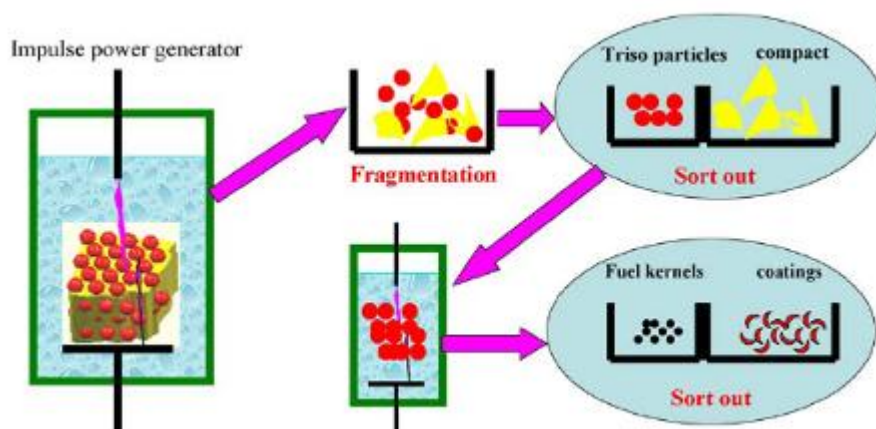 Impulse power generator
Triso particles compact
Fragmentation
Sort out
Fuel kernels coatings
Sort out